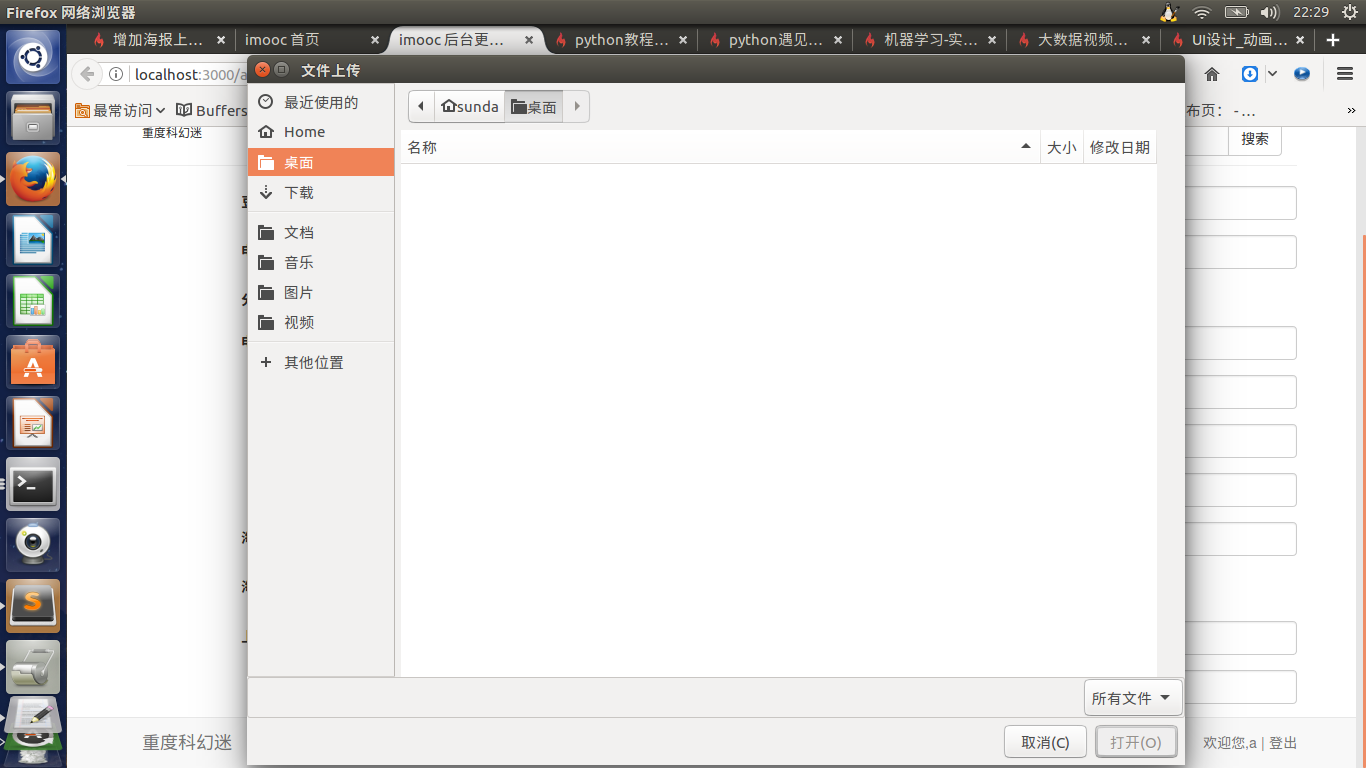 Firefox 网络浏览器
22:29
增加海报上…
imooc 首页
imooc 后台更…
python教程…
python遇见…
机器学习-实…
大数据视频…
UI设计_动画…
localhost:3000/a
文件上传
最常访问
Buffers
布页： - …
重度科幻迷
搜索
最近使用的
Home
桌面
下载
文档
音乐
图片
视频
其他位置
sunda
桌面
名称
大小
修改日期
所有文件
取消(C)
打开(O)
重度科幻迷
欢迎您,a | 登出